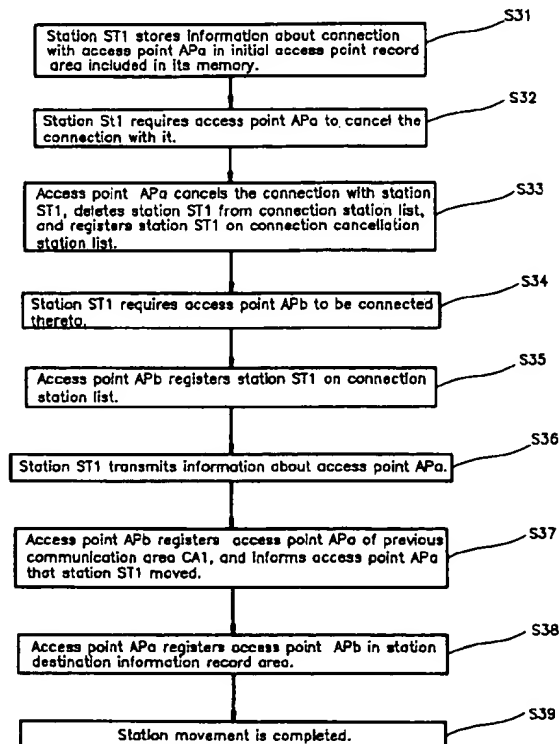 S31
Station ST1 stores information about connection
with access point APa in initial access point record
area included in its memory.
S32
Station St1 requires access point APa to cancel the
connection with it.
S33
Access point APa cancels the connection with station
ST1, deletes station ST1 from connection station list,
and registers station ST1 on connection cancellation
station list.
S34
Station ST1 requires access point APb to be connected
thereto.
S35
Access point APb registers station ST1 on connection
station list.
S36
Station ST1 transmits information about access point APa.
S37
Access point APb registers access point APa of previous
communication area CA1, and informs access point APa
that station ST1 moved.
S38
Access point APa registers access point APb in station
destination information record area.
S39
Station movement is completed.